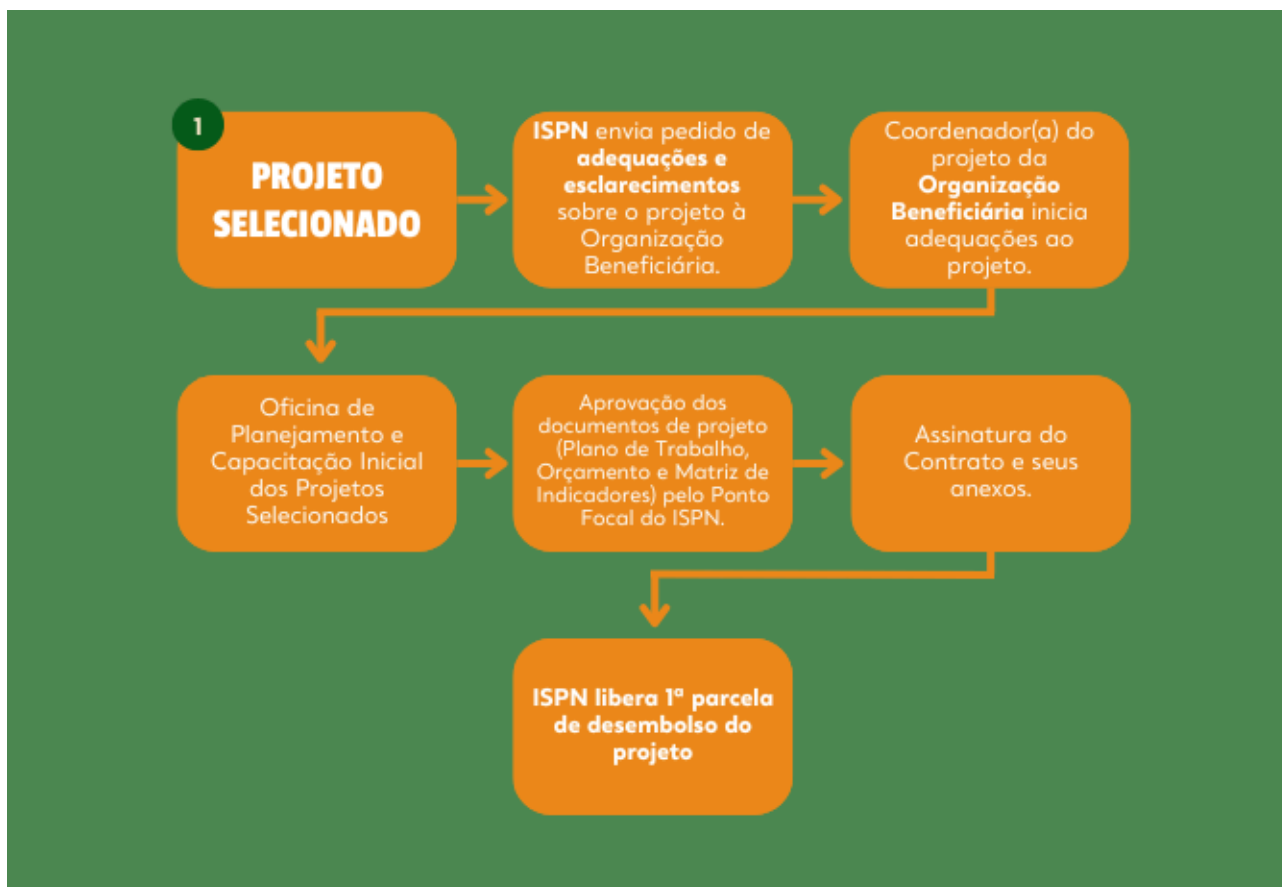 1
PROJETO
SELECIONADO
ISPN envia pedido de
adequações e
esclarecimentos
sobre o projeto à
Organização
Beneficiária.
Coordenador(a) do
projeto da
Organização
Beneficiária inicia
adequações ao
projeto.
Oficina de
Planejamento e
Capacitação Inicial
dos Projetos
Selecionados
Aprovação dos
documentos de projeto
(Plano de Trabalho,
Orçamento e Matriz de
Indicadores) pelo Ponto
Focal do ISPN.
Assinatura do
Contrato e seus
anexos.
ISPN libera 1ª parcela
de desembolso do
projeto